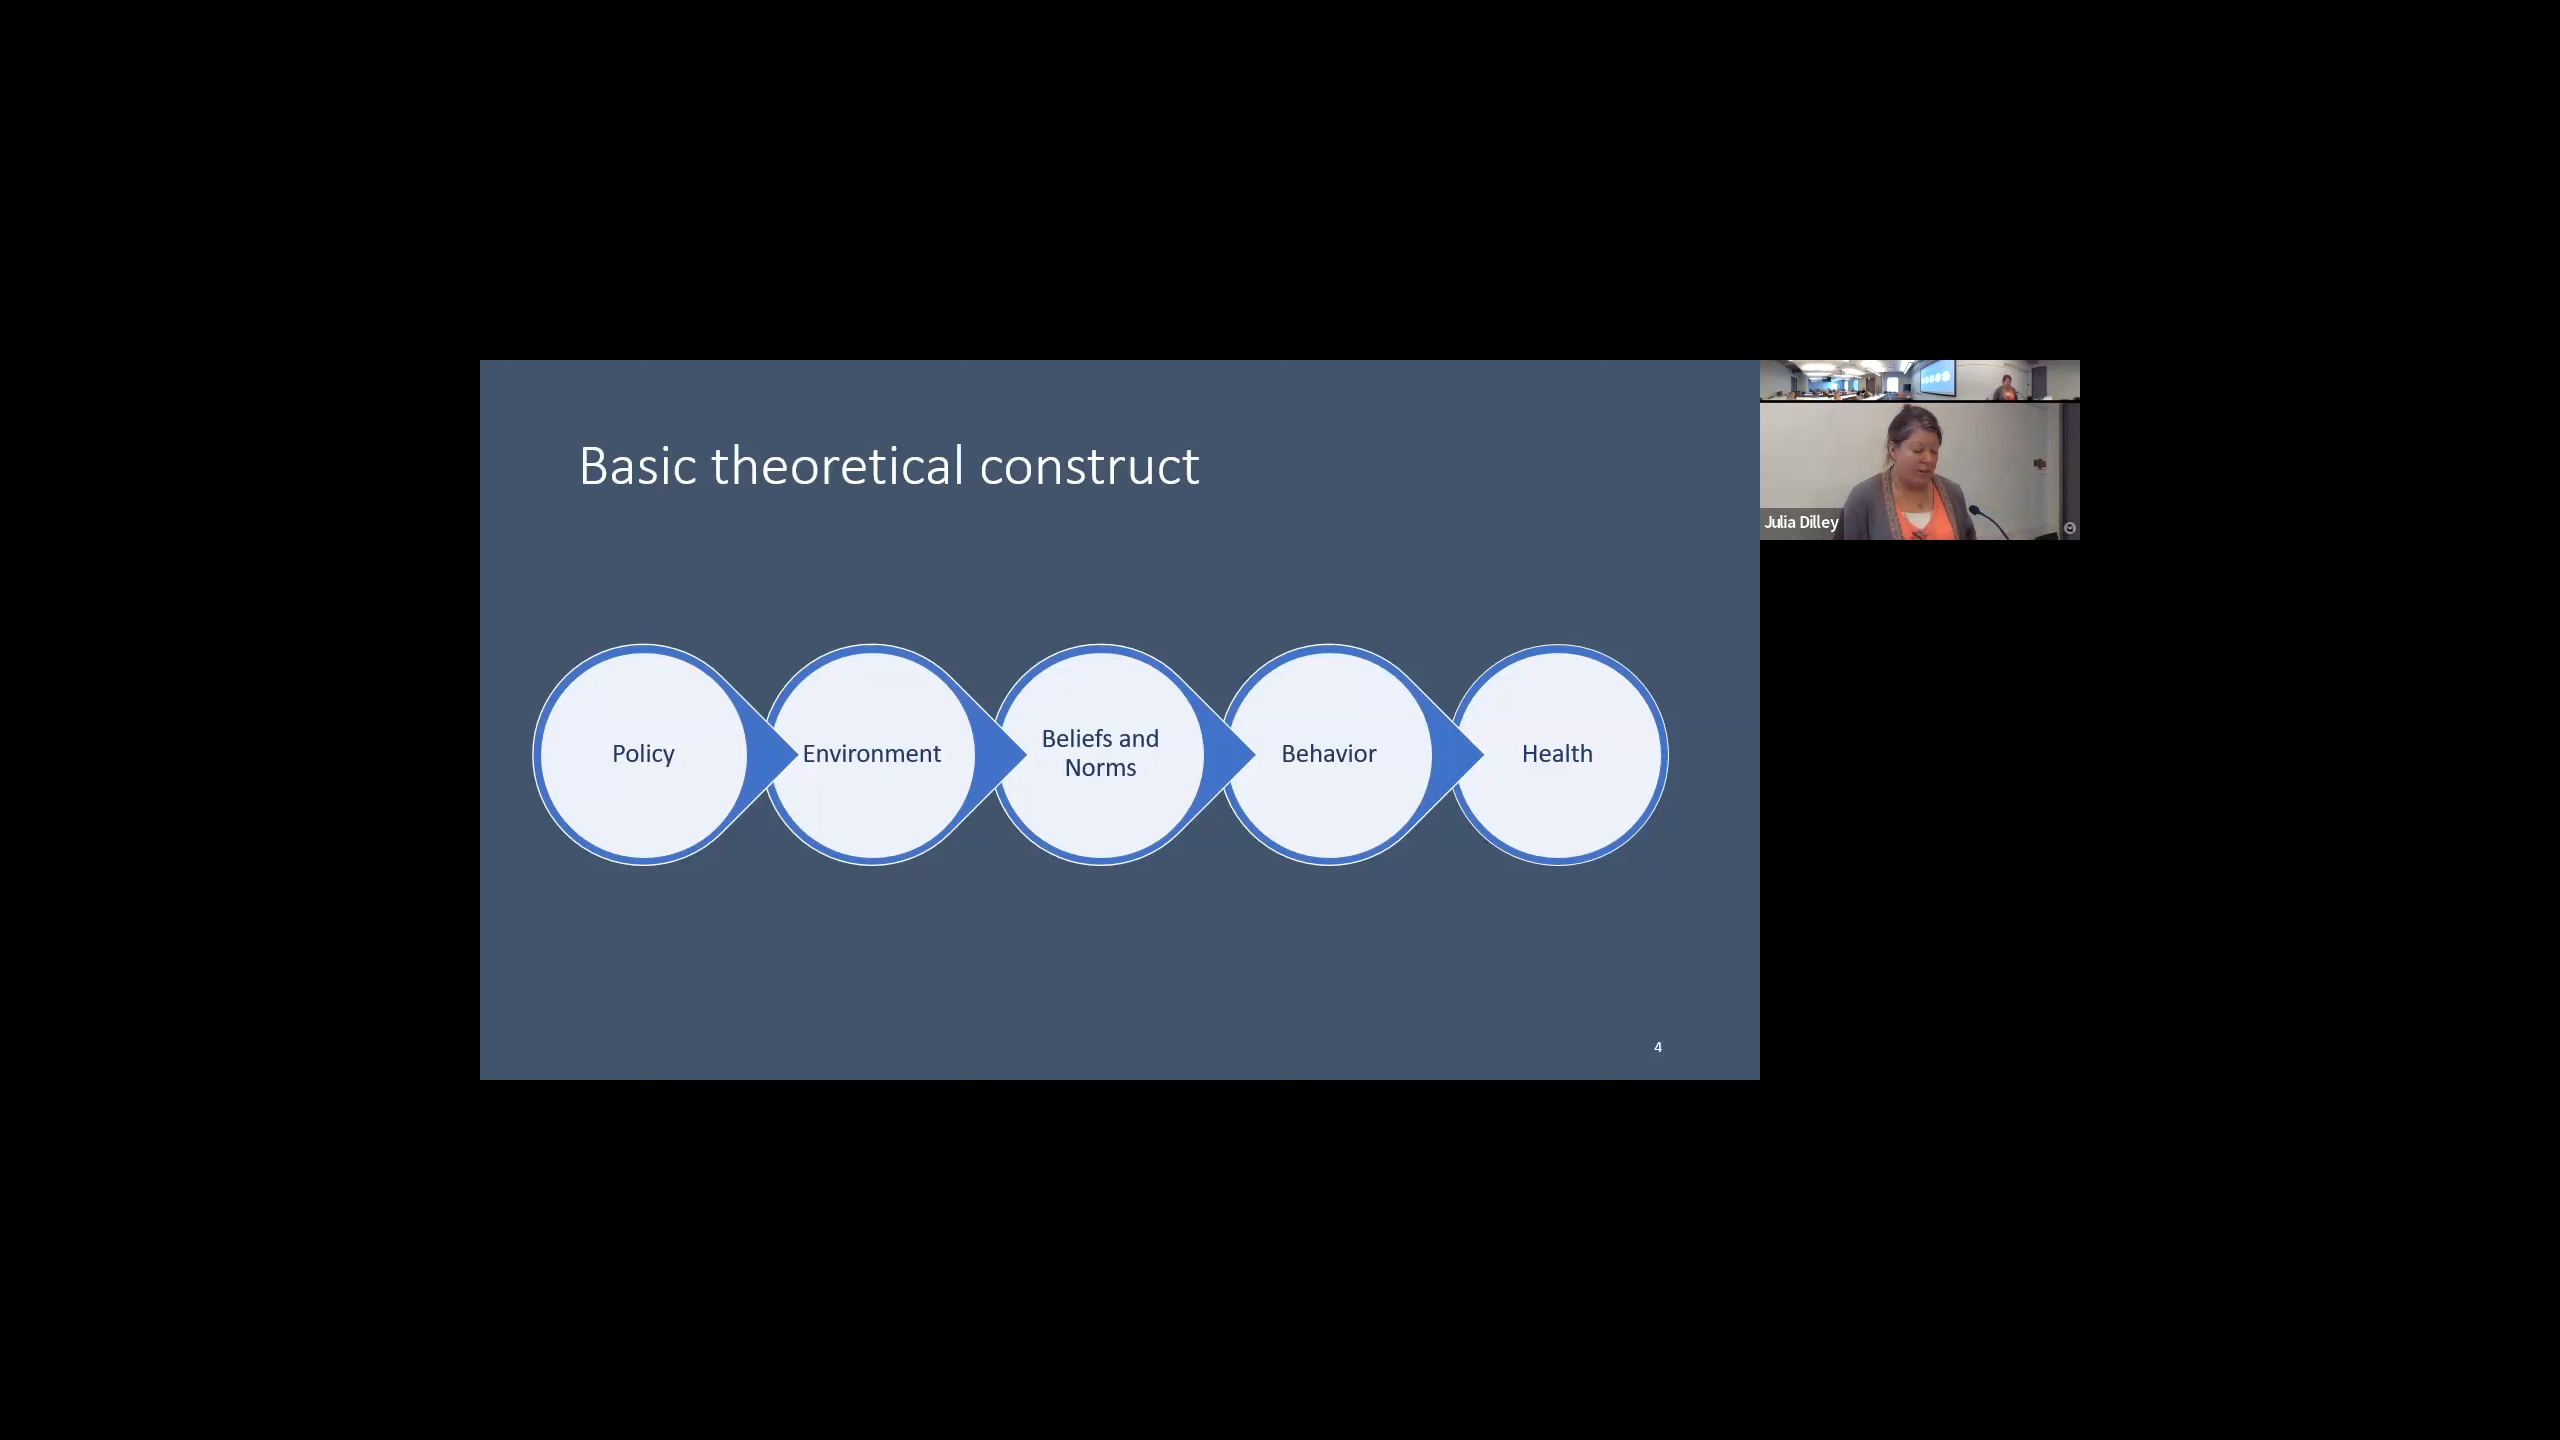 Basic theoretical construct
Policy
Environment
Beliefs and
Norms
Behavior
Health
4
Julia Dilley